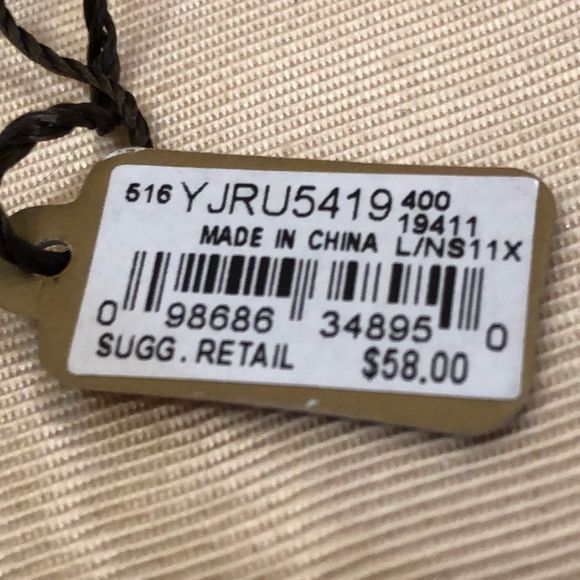 516 YJRU5419 400
19411
MADE IN CHINA L/NS11X
0 98686 34895 0
SUGG. RETAIL $58.00